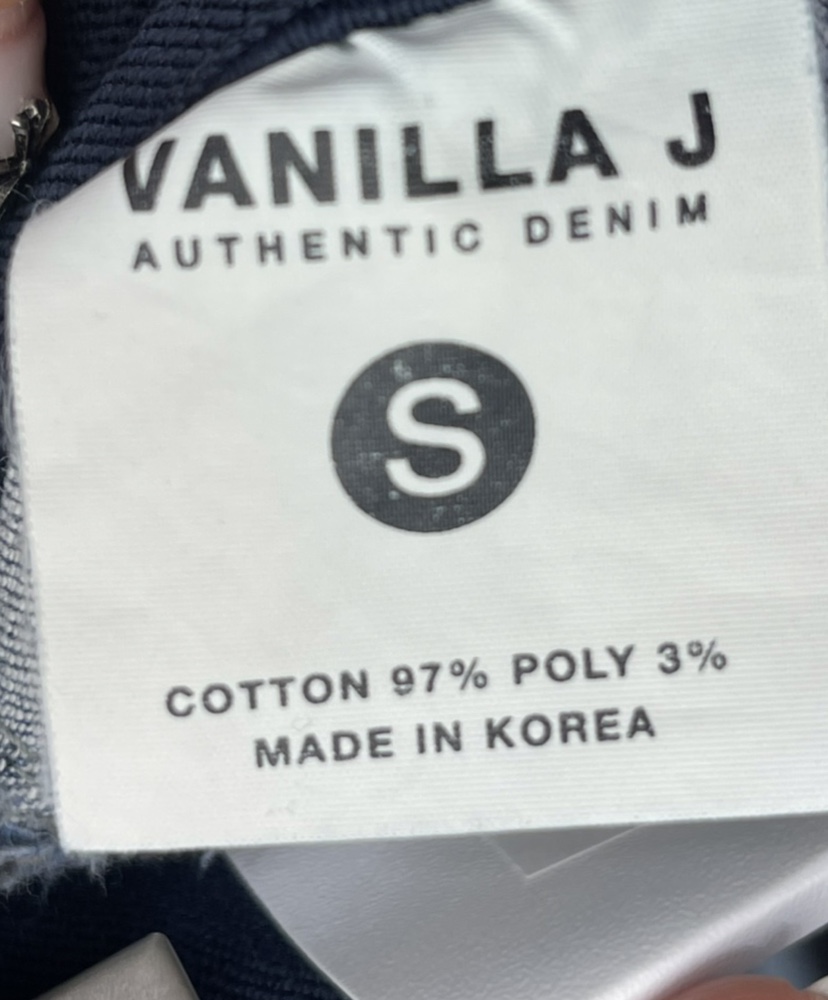 VANILLA J
AUTHENTIC DENIM
S
COTTON 97% POLY 3%
MADE IN KOREA